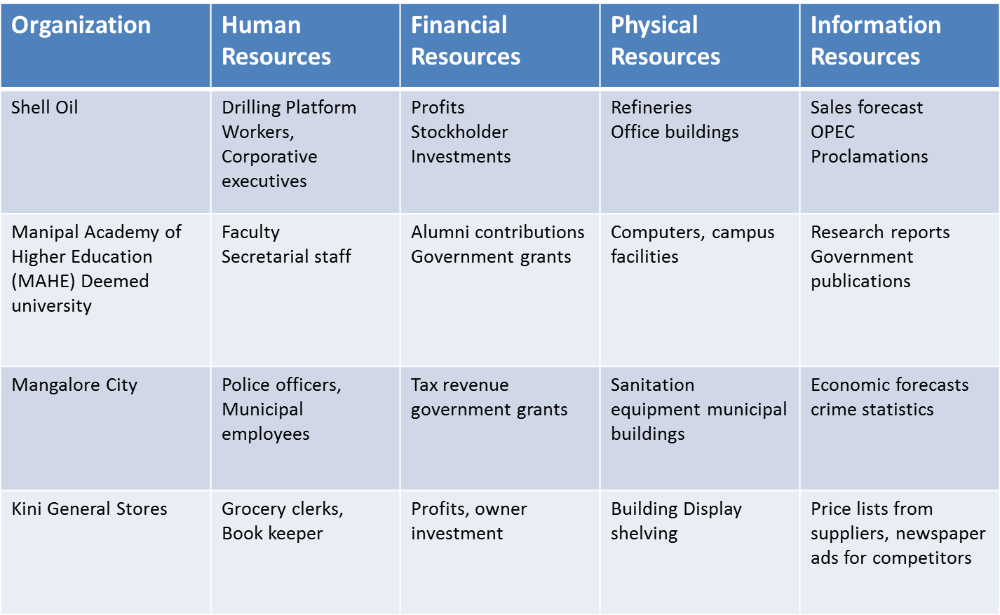 Organization
Human
Resources
Financial
Resources
Physical
Resources
Information
Resources
Shell Oil
Drilling Platform
Workers,
Corporative
executives
Profits
Stockholder
Investments
Refineries
Office buildings
Sales forecast
OPEC
Proclamations
Manipal Academy of
Higher Education
(MAHE) Deemed
university
Faculty
Secretarial staff
Alumni contributions
Government grants
Computers, campus
facilities
Research reports
Government
publications
Mangalore City
Police officers,
Municipal
employees
Tax revenue
government grants
Sanitation
equipment municipal
buildings
Economic forecasts
crime statistics
Kini General Stores
Grocery clerks,
Book keeper
Profits, owner
investment
Building Display
shelving
Price lists from
suppliers, newspaper
ads for competitors